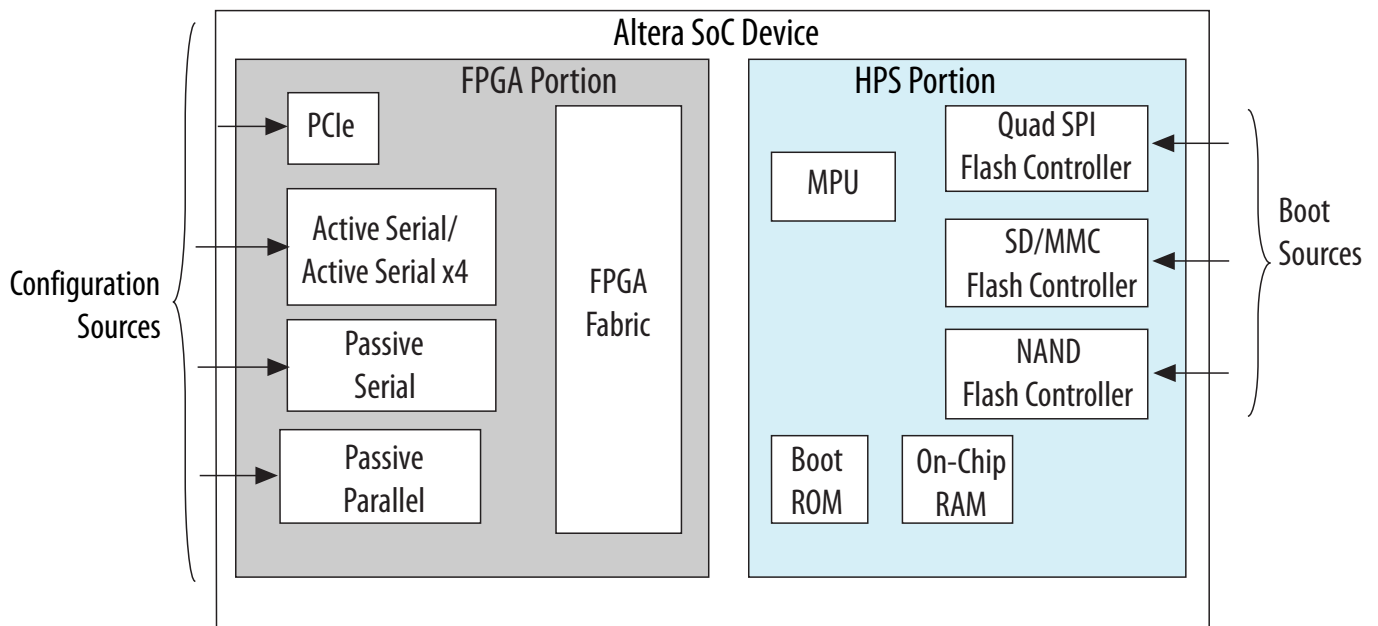 Altera SoC Device
FPGA Portion
HPS Portion
PCIe
Active Serial/
Active Serial x4
Passive
Serial
Passive
Parallel
FPGA
Fabric
Configuration
Sources
MPU
Quad SPI
Flash Controller
SD/MMC
Flash Controller
NAND
Flash Controller
Boot
ROM
On-Chip
RAM
Boot
Sources